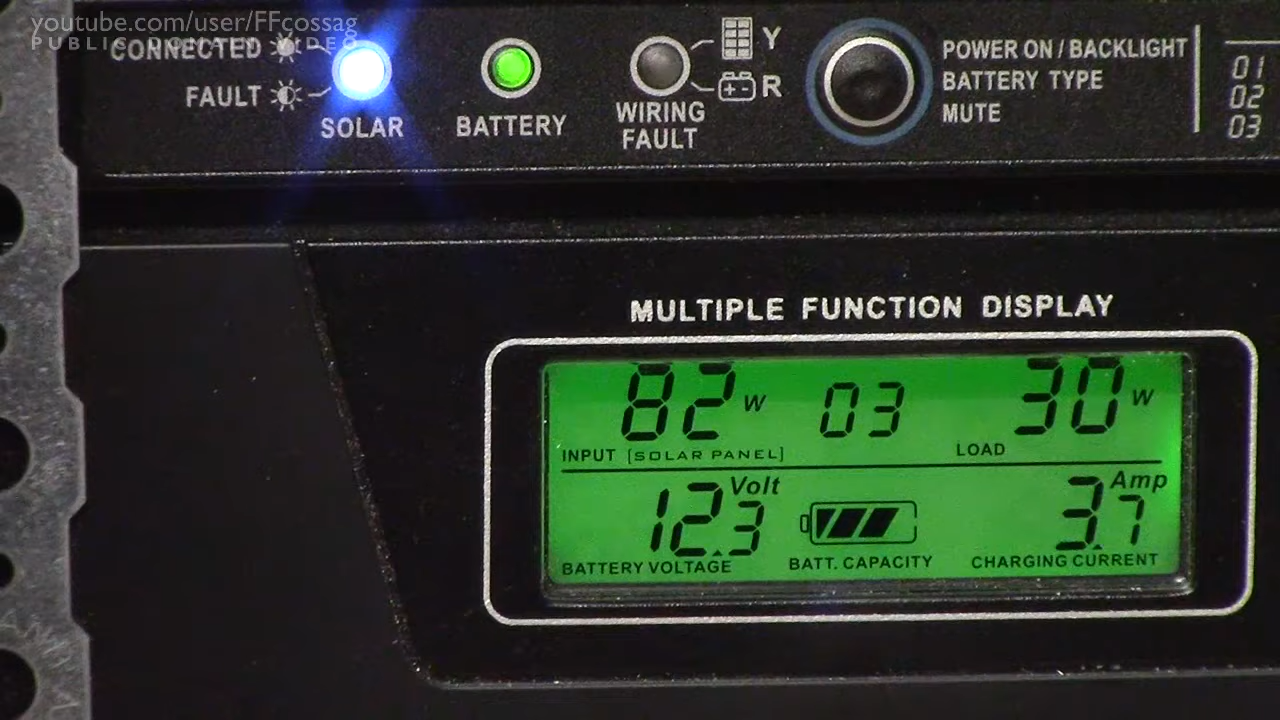 youtube.com/user/FFcossag
PUBLIC DOMAIN VIDEO
CONNECTED
FAULT
SOLAR
BATTERY
WIRING
FAULT
Y
R
POWER ON / BACKLIGHT
BATTERY TYPE
MUTE
01
02
03
MULTIPLE FUNCTION DISPLAY
82 W 03 30 W
INPUT [SOLAR PANEL] LOAD
12.3 Volt 3.7 Amp
BATTERY VOLTAGE BATT. CAPACITY CHARGING CURRENT